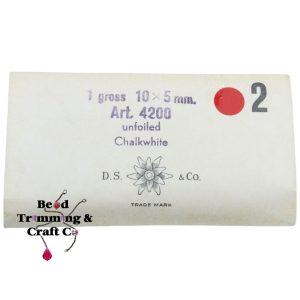 1 gross 10×5 mm.
Art. 4200
unfoiled
Chalkwhite
2
D.S. & Co.
TRADE MARK
Bead
Trimming &
Craft Co